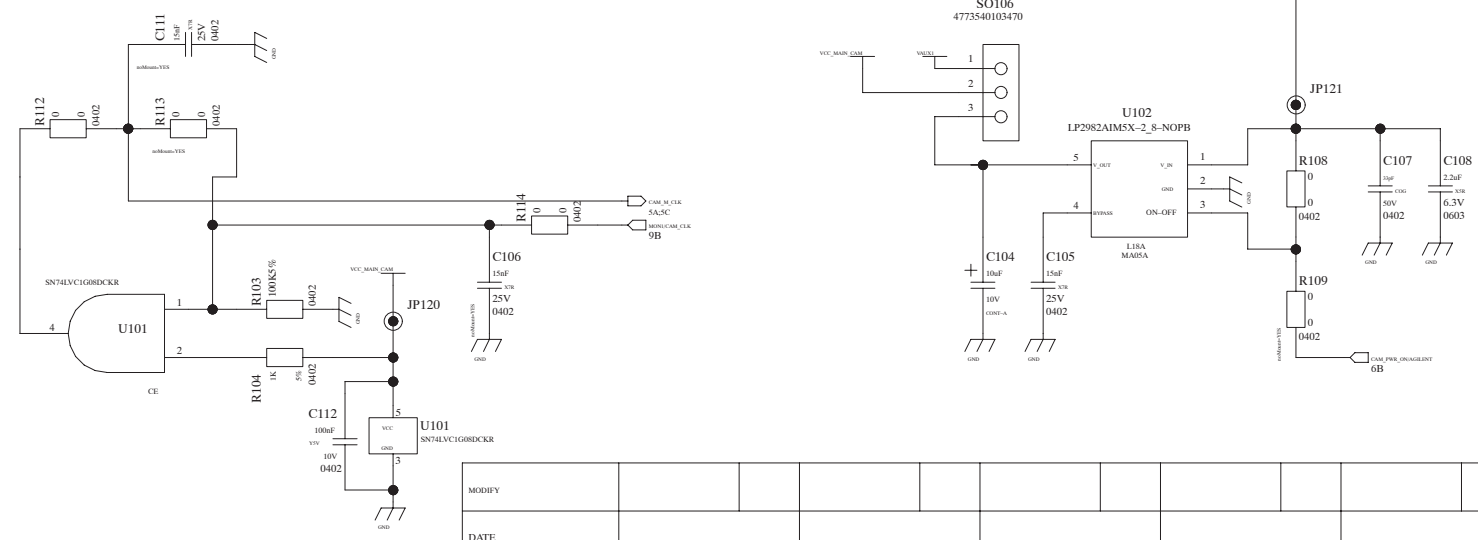 C111
15nF
X7R
25V
0402
GND
noMount=YES
R112
0
0
0402
R113
0
0
0402
noMount=YES
CAM_M_CLK
5A;5C
R114
0
0
0402
9B
C106
15nF
X7R
25V
0402
noMount=YES
GND
SN74LVC1G08DCKR
4
U101
1
2
CE
R103
100K
5%
0402
GND
R104
1K
5%
0402
VCC_MAIN_CAM
JP120
C112
100nF
Y5V
10V
0402
5
VCC
GND
3
U101
SN74LVC1G08DCKR
GND
SO106
4773540103470
VCC_MAIN_CAM
VAUX1
1
2
3
U102
LP2982AIM5X-2_8-NOPB
5
V_OUT
V_IN
1
GND
2
GND
4
BYPASS
ON-OFF
3
L18A
MA05A
C104
10uF
10V
CONT-A
GND
C105
15nF
X7R
25V
0402
GND
JP121
R108
0
0
0402
C107
33pF
COG
50V
0402
GND
C108
2.2uF
X5R
6.3V
0603
GND
R109
0
0
0402
noMount=YES
CAM_PWR_ON/AGILENT
6B
MODIFY
DATE